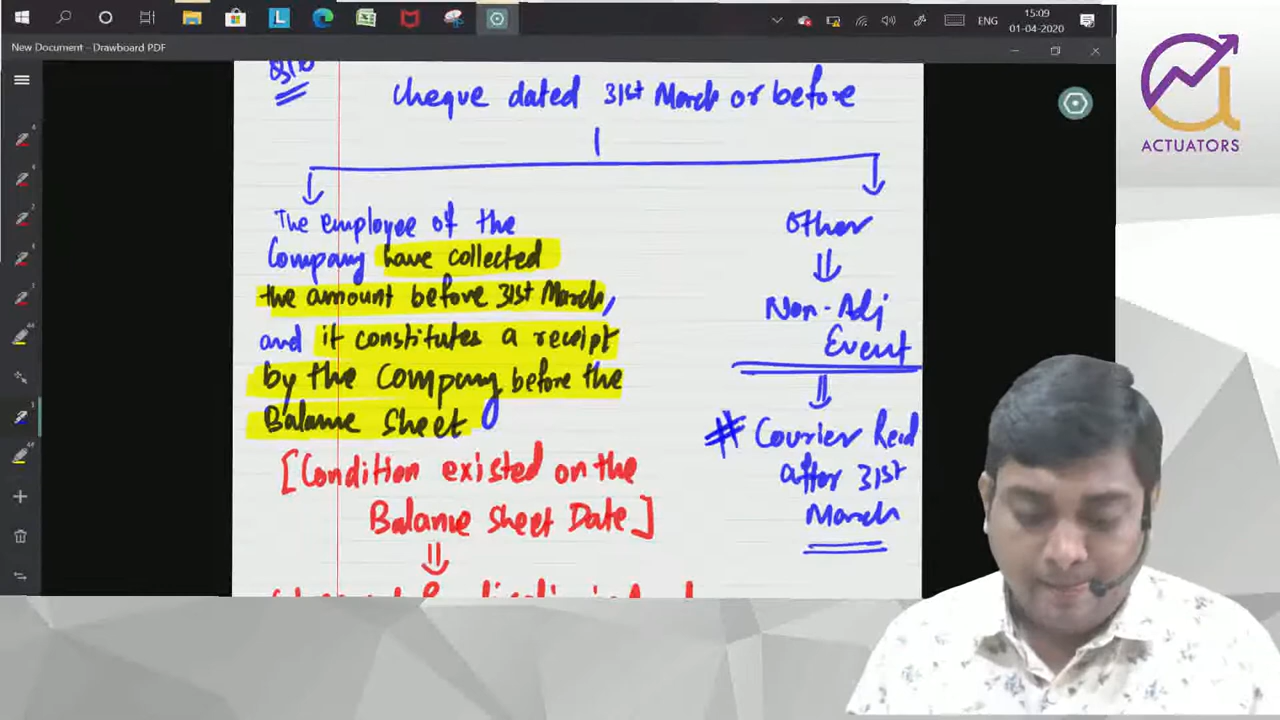 15:09
ENG
01-04-2020
New Document - Drawboard PDF
ACTUATORS
Cheque dated 31st March or before
The employee of the
Company have collected
the amount before 31st March,
and it constitutes a receipt
by the Company before the
Balance Sheet
[Condition existed on the
Balance Sheet Date]
Other
Non-Adj
Event
# Courier Recd
after 31st
March